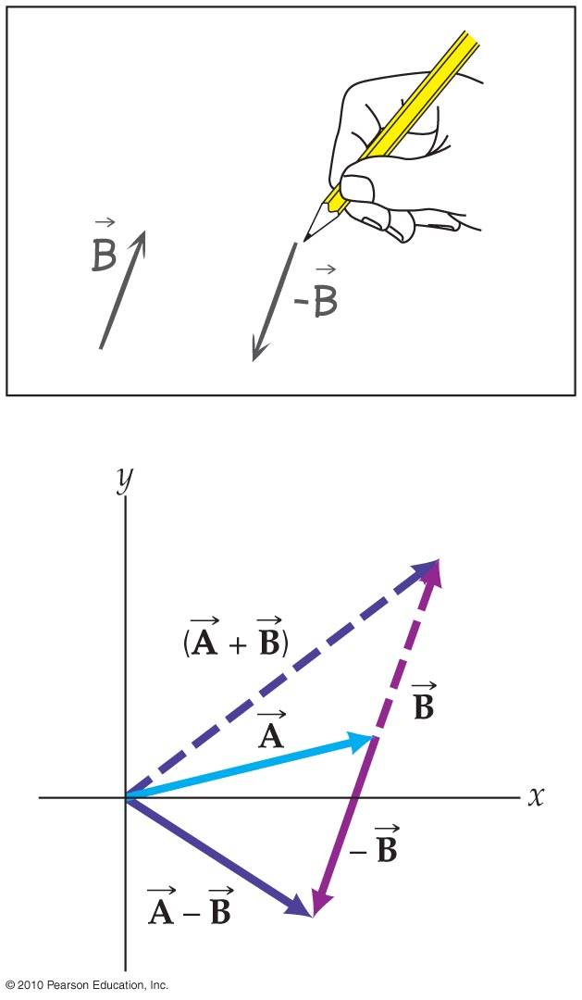 B⃗
-B⃗
y
(A⃗ + B⃗)
B⃗
A⃗
x
– B⃗
A⃗ – B⃗
© 2010 Pearson Education, Inc.